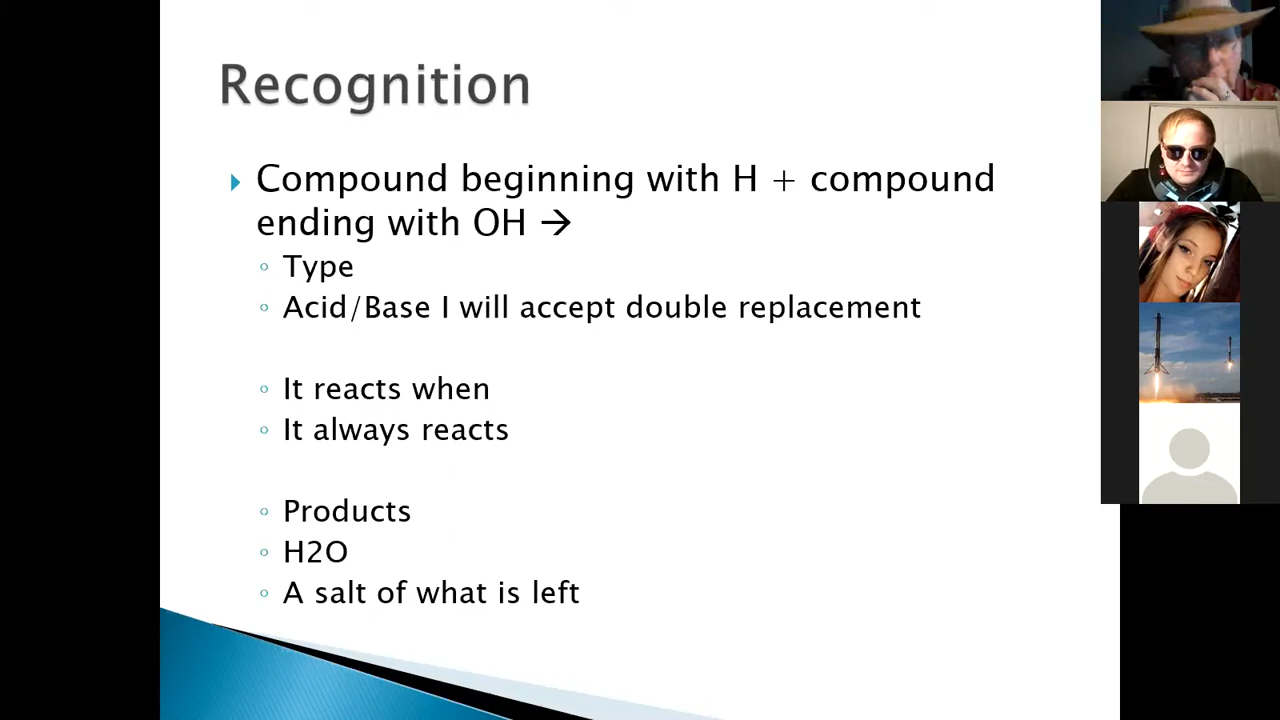 Recognition
Compound beginning with H + compound
ending with OH →
Type
Acid/Base I will accept double replacement
It reacts when
It always reacts
Products
H2O
A salt of what is left